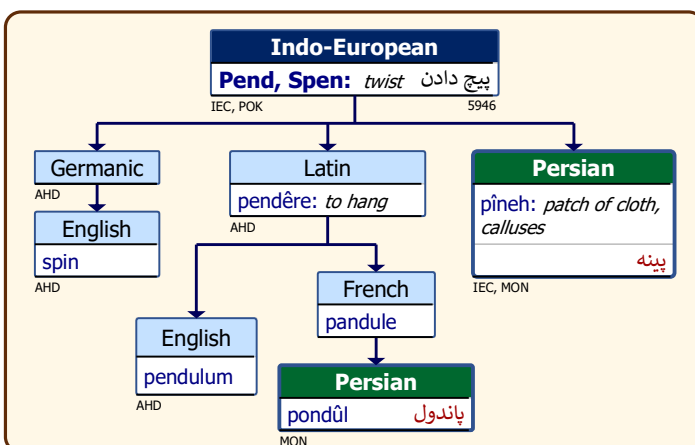 Indo-European
Pend, Spen: twist پیچ دادن
IEC, POK 5946
Germanic
AHD
Latin
pendêre: to hang
AHD
Persian
pîneh: patch of cloth,
calluses
پینه
IEC, MON
English
spin
AHD
French
pandule
English
pendulum
AHD
Persian
pondûl پاندول
MON